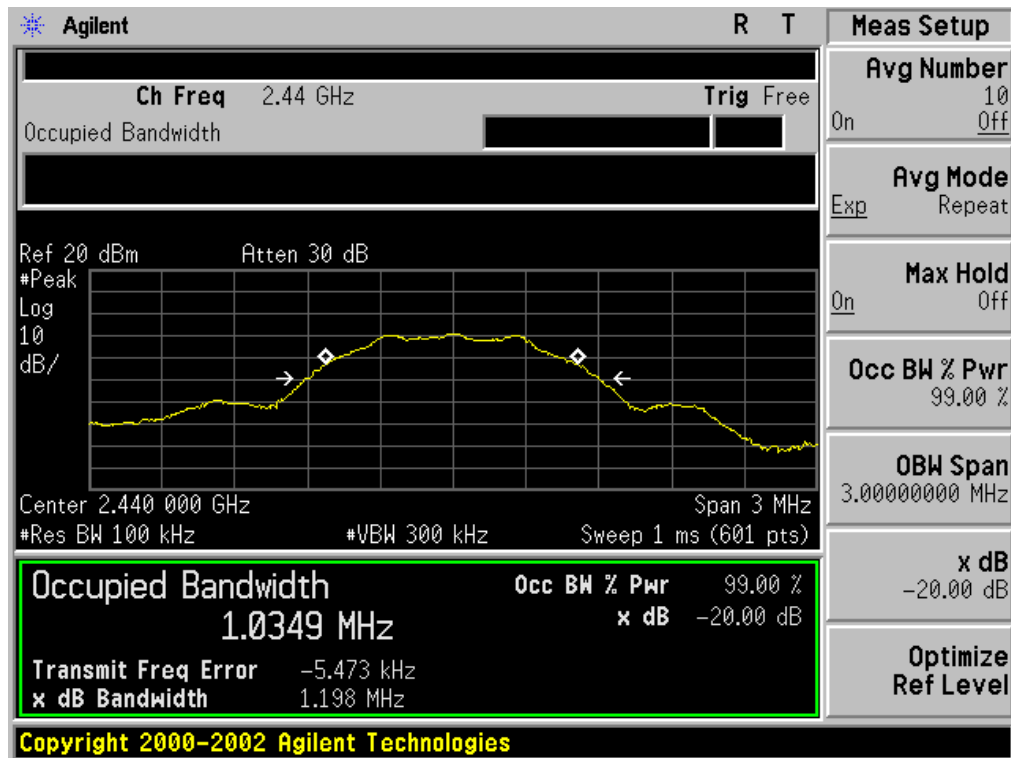 Agilent R T
Ch Freq 2.44 GHz Trig Free
Occupied Bandwidth
Ref 20 dBm Atten 30 dB
#Peak
Log
10
dB/
Center 2.440 000 GHz Span 3 MHz
#Res BW 100 kHz #VBW 300 kHz Sweep 1 ms (601 pts)
Occupied Bandwidth Occ BW % Pwr 99.00 %
1.0349 MHz x dB -20.00 dB
Transmit Freq Error -5.473 kHz
x dB Bandwidth 1.198 MHz
Copyright 2000-2002 Agilent Technologies
Meas Setup
Avg Number
10
On Off
Avg Mode
Exp Repeat
Max Hold
On Off
Occ BW % Pwr
99.00 %
OBW Span
3.00000000 MHz
x dB
-20.00 dB
Optimize
Ref Level